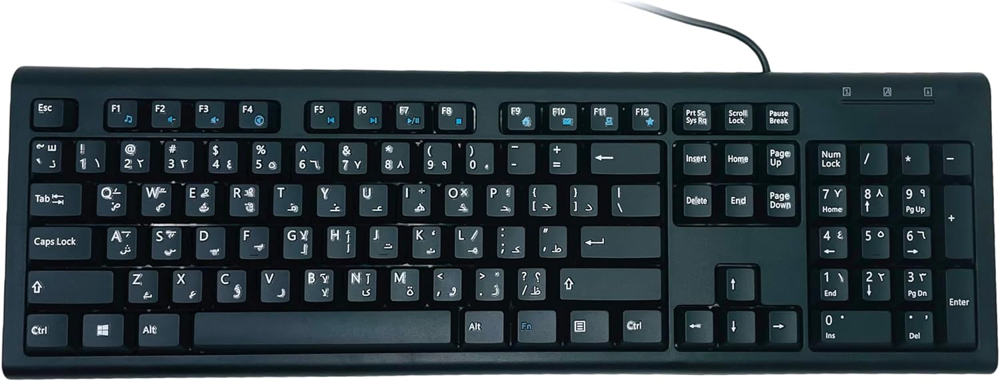 Esc F1 F2 F3 F4 F5 F6 F7 F8 F9 F10 F11 F12 Prt Sc Scroll Pause
Sys Rq Lock Break
! @ # $ % ^ & * ( ) – +
ذ 1 ١ 2 ٢ 3 ٣ 4 ٤ 5 ٥ 6 ٦ 7 ٧ 8 ٨ 9 ٩ 0 - = ← Insert Home Page Up Num Lock / * −
Tab Q W E R T Y U I ÷ O × P { } |
ض [ ] د \ Delete End Page Down 7 ٧ 8 ٨ 9 ٩ +
Home ↑ Pg Up
Caps Lock A S D F G H J K L : "
ش ; ك ' ط 4 ٤ 5 ٥ 6 ٦
← →
Z X C V B N M < > ? ؟
ر لا ى ة , و . ز / ظ ↑ 1 ١ 2 ٢ 3 ٣
End ↓ Pg Dn Enter
Ctrl Alt Alt Fn Ctrl ← ↓ → 0 . ,
Ins Del